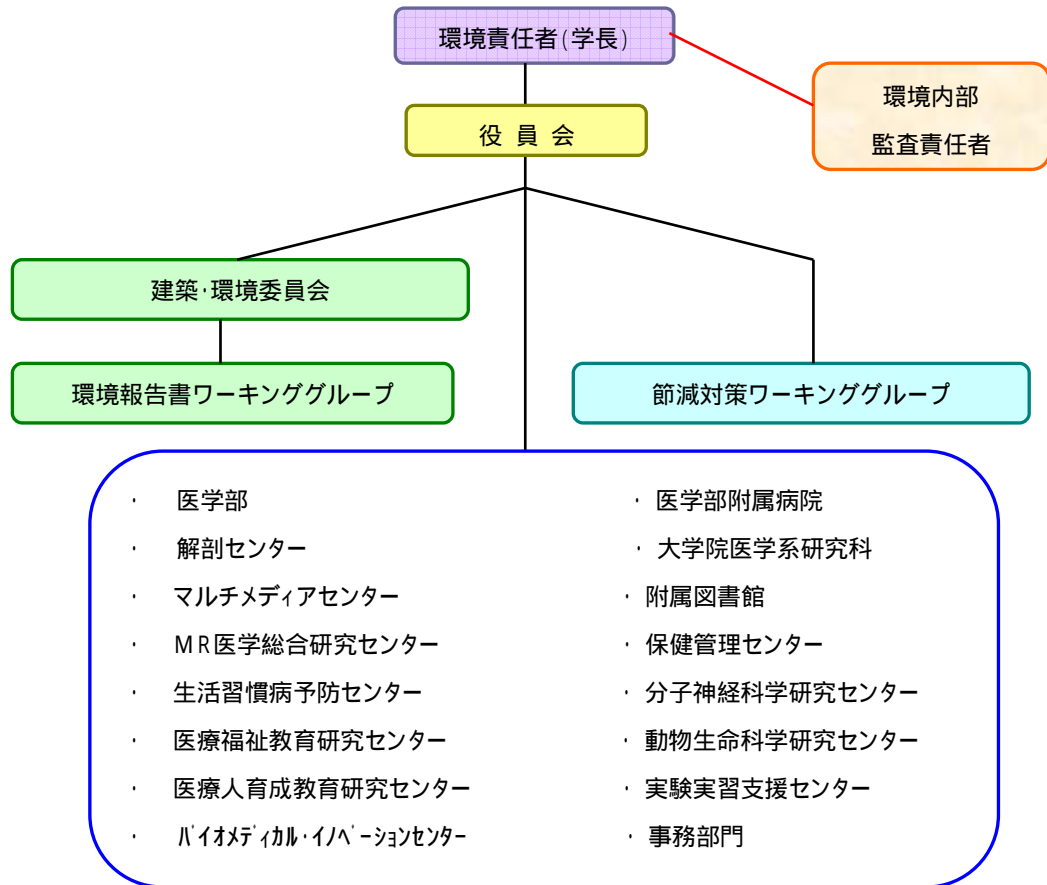 環境責任者(学長)
環境内部
監査責任者
役 員 会
建築・環境委員会
環境報告書ワーキンググループ
節減対策ワーキンググループ
・ 医学部
・ 解剖センター
・ マルチメディアセンター
・ MR医学総合研究センター
・ 生活習慣病予防センター
・ 医療福祉教育研究センター
・ 医療人育成教育研究センター
・ バイオメディカル・イノベーションセンター
・ 医学部附属病院
・ 大学院医学系研究科
・ 附属図書館
・ 保健管理センター
・ 分子神経科学研究センター
・ 動物生命科学研究センター
・ 実験実習支援センター
・ 事務部門